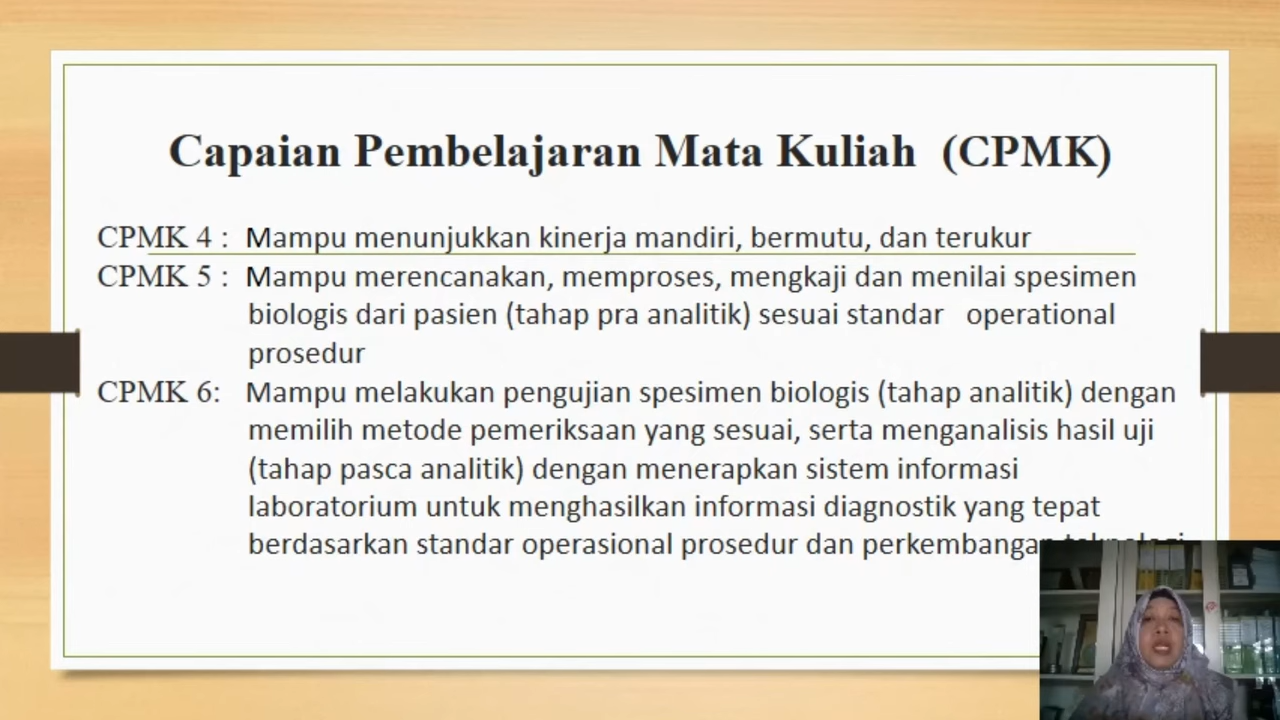 Capaian Pembelajaran Mata Kuliah (CPMK)
CPMK 4 : Mampu menunjukkan kinerja mandiri, bermutu, dan terukur
CPMK 5 : Mampu merencanakan, memproses, mengkaji dan menilai spesimen
biologis dari pasien (tahap pra analitik) sesuai standar operational
prosedur
CPMK 6: Mampu melakukan pengujian spesimen biologis (tahap analitik) dengan
memilih metode pemeriksaan yang sesuai, serta menganalisis hasil uji
(tahap pasca analitik) dengan menerapkan sistem informasi
laboratorium untuk menghasilkan informasi diagnostik yang tepat
berdasarkan standar operasional prosedur dan perkembangan